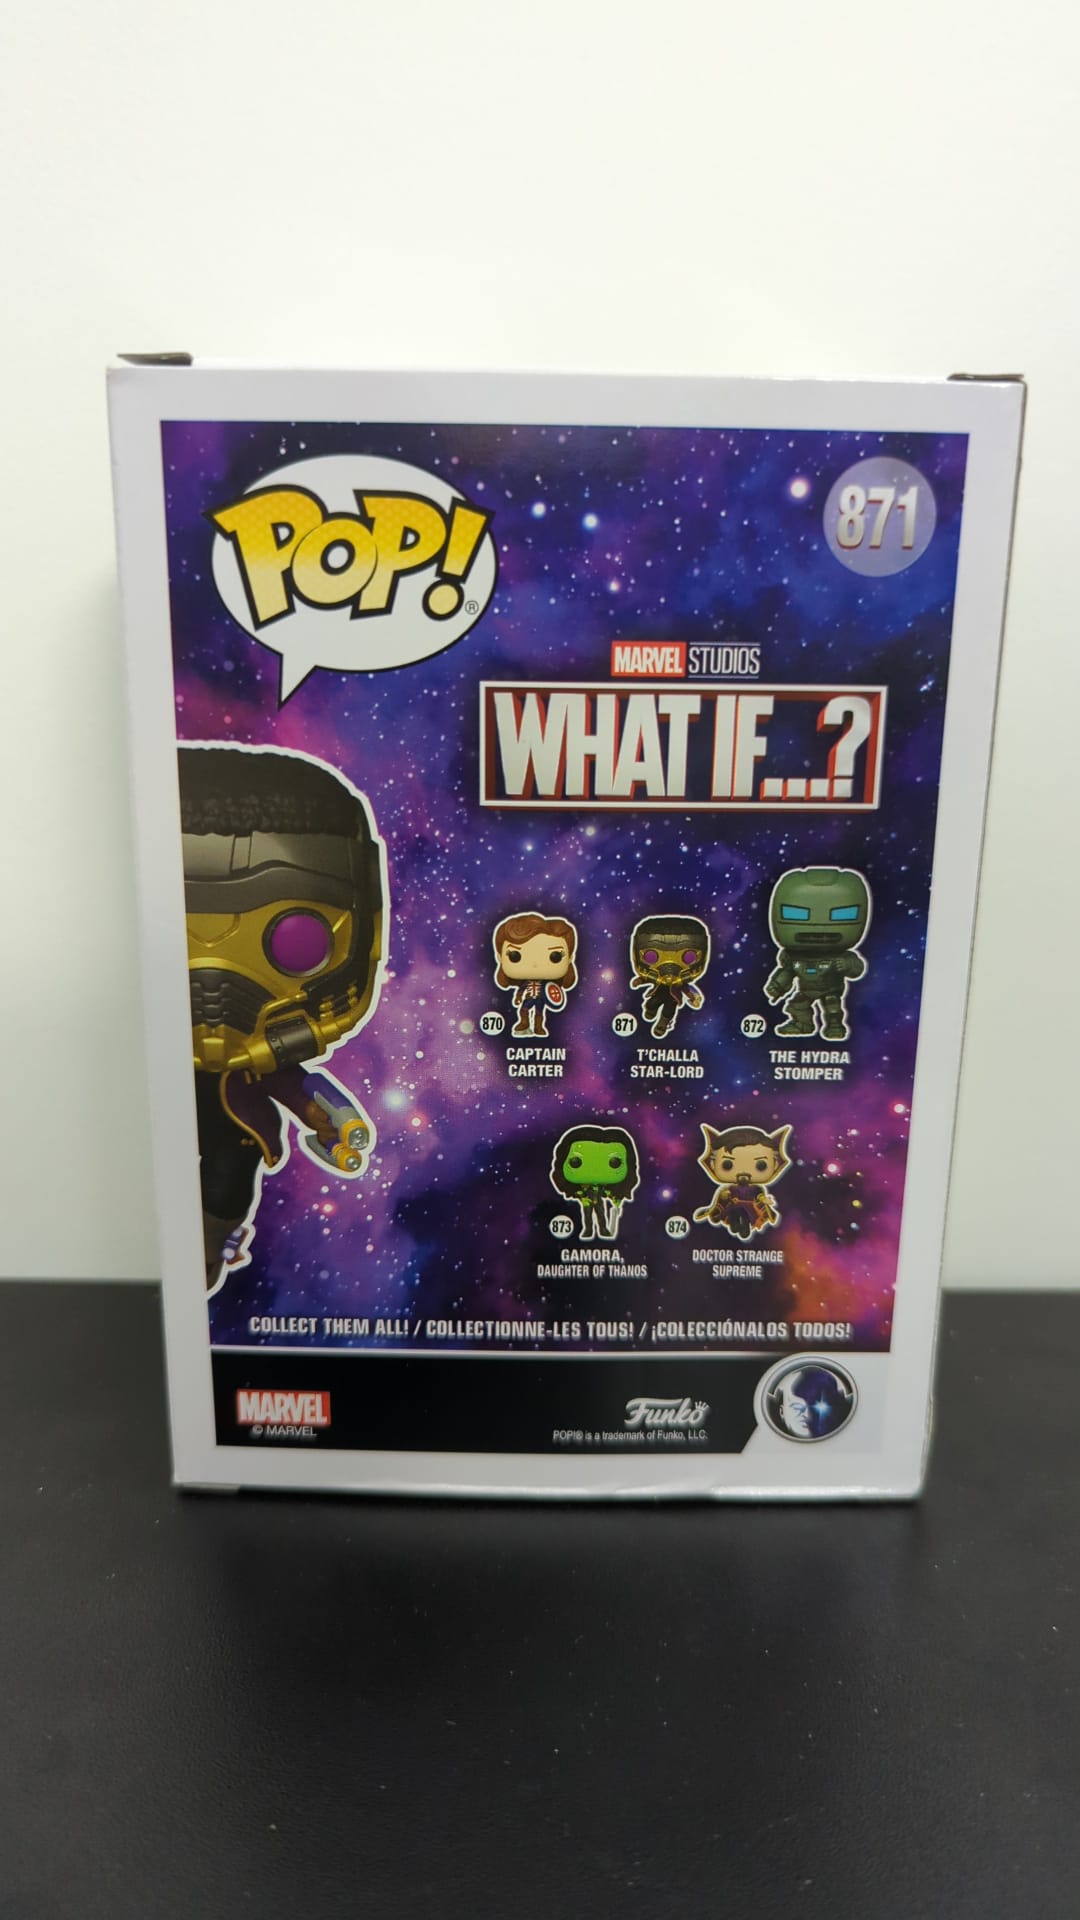 POP!®
871
MARVEL STUDIOS
WHAT IF...?
870
CAPTAIN
CARTER
871
T'CHALLA
STAR-LORD
872
THE HYDRA
STOMPER
873
GAMORA,
DAUGHTER OF THANOS
874
DOCTOR STRANGE
SUPREME
COLLECT THEM ALL! / COLLECTIONNE-LES TOUS! / ¡COLECCIÓNALOS TODOS!
MARVEL
© MARVEL
Funko
POP!® is a trademark of Funko, LLC.